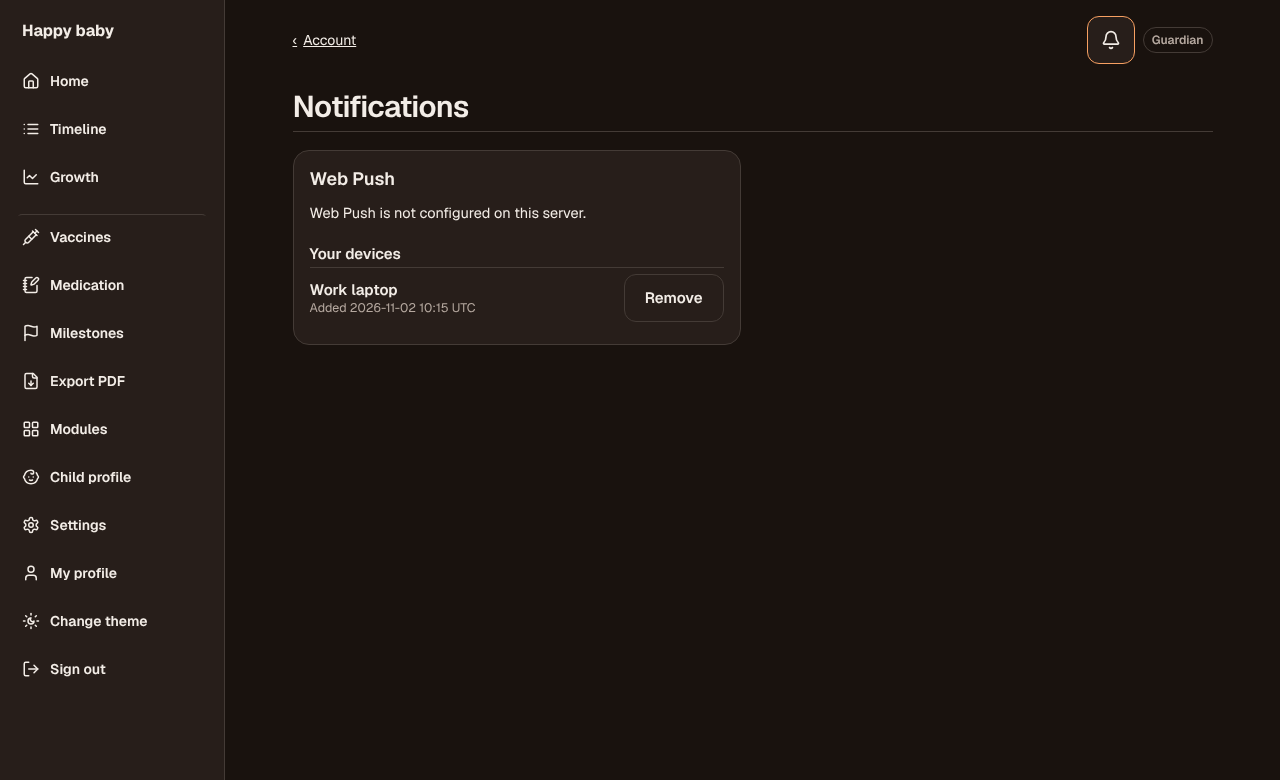 Happy baby
Home
Timeline
Growth
Vaccines
Medication
Milestones
Export PDF
Modules
Child profile
Settings
My profile
Change theme
Sign out
‹ Account
Guardian
Notifications
Web Push
Web Push is not configured on this server.
Your devices
Work laptop
Added 2026-11-02 10:15 UTC
Remove